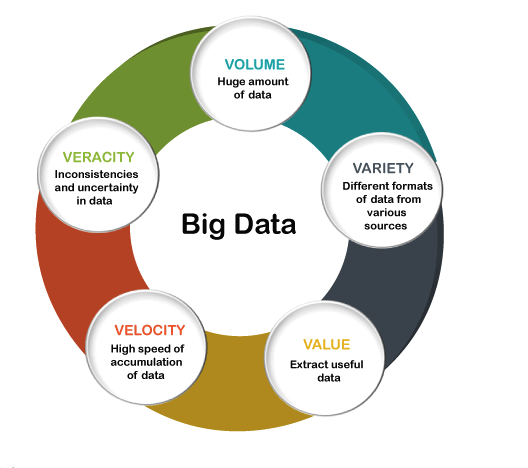 VOLUME
Huge amount
of data
VARIETY
Different formats
of data from
various
sources
VALUE
Extract useful
data
VELOCITY
High speed of
accumulation
of data
VERACITY
Inconsistencies
and uncertainty
in data
Big Data